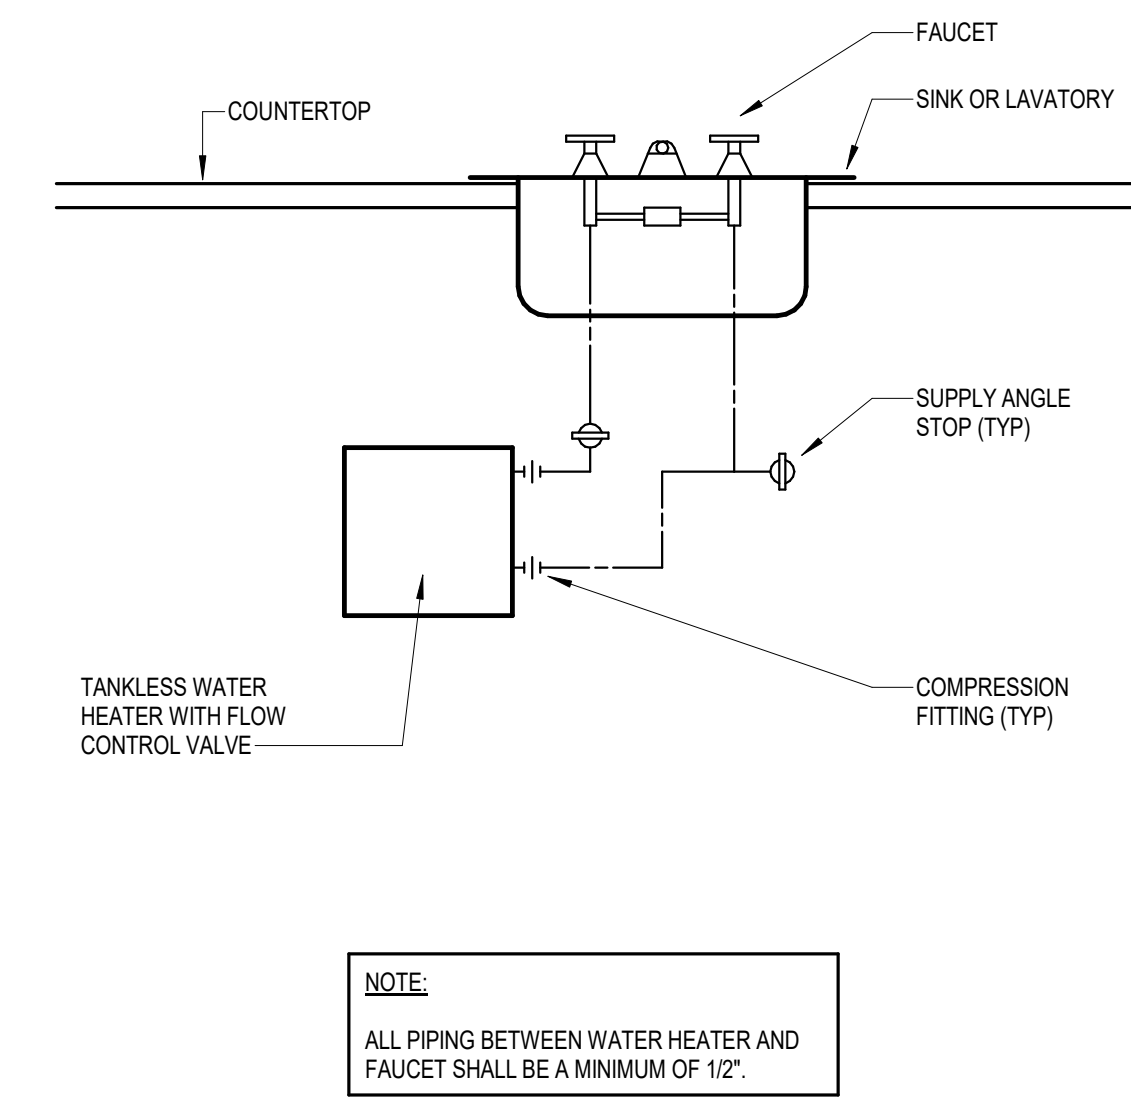 FAUCET
SINK OR LAVATORY
COUNTERTOP
SUPPLY ANGLE
STOP (TYP)
TANKLESS WATER
HEATER WITH FLOW
CONTROL VALVE
COMPRESSION
FITTING (TYP)
NOTE:
ALL PIPING BETWEEN WATER HEATER AND
FAUCET SHALL BE A MINIMUM OF 1/2".